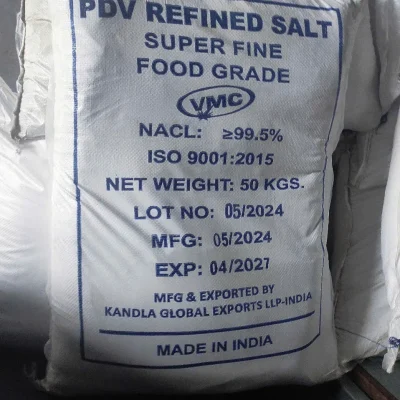 PDV REFINED SALT
SUPER FINE
FOOD GRADE
VMC
NACL: ≥99.5%
ISO 9001:2015
NET WEIGHT: 50 KGS.
LOT NO: 05/2024
MFG: 05/2024
EXP: 04/2027
MFG & EXPORTED BY
KANDLA GLOBAL EXPORTS LLP-INDIA
MADE IN INDIA